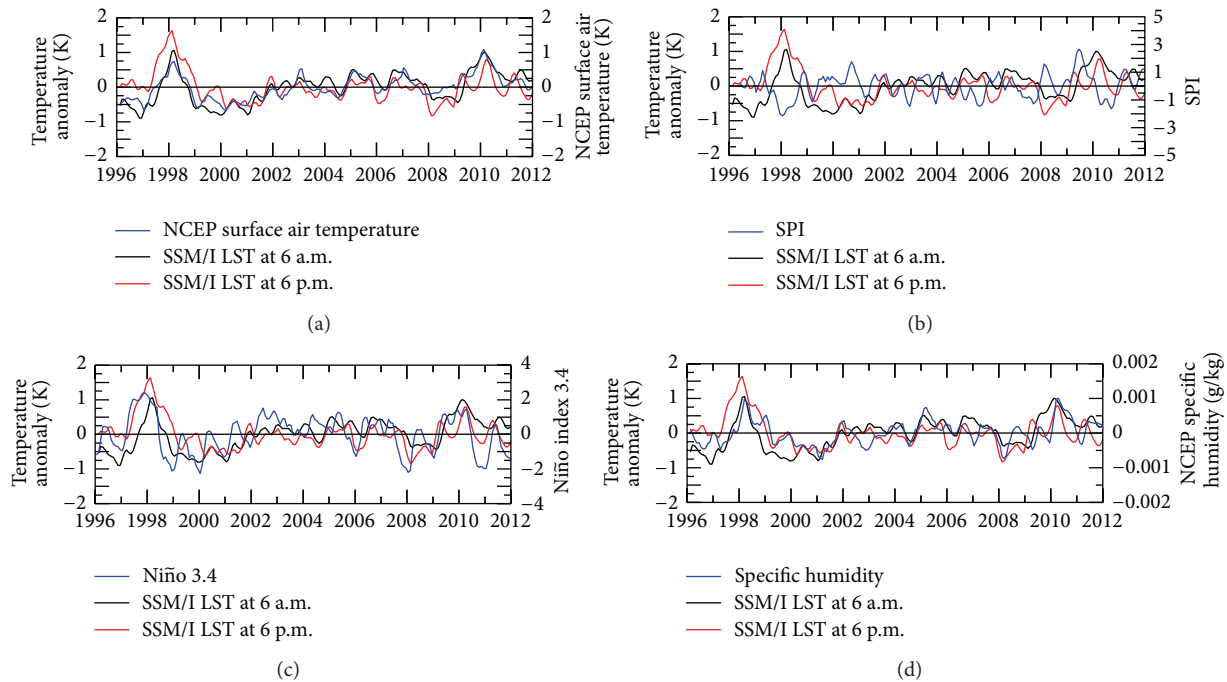 2
1
0
−1
−2
Temperature
anomaly (K)
2
1
0
−1
−2
NCEP surface air
temperature (K)
1996 1998 2000 2002 2004 2006 2008 2010 2012
NCEP surface air temperature
SSM/I LST at 6 a.m.
SSM/I LST at 6 p.m.
(a)
2
1
0
−1
−2
Temperature
anomaly (K)
5
3
1
−1
−3
−5
SPI
1996 1998 2000 2002 2004 2006 2008 2010 2012
SPI
SSM/I LST at 6 a.m.
SSM/I LST at 6 p.m.
(b)
2
1
0
−1
−2
Temperature
anomaly (K)
4
2
0
−2
−4
Niño index 3.4
1996 1998 2000 2002 2004 2006 2008 2010 2012
Niño 3.4
SSM/I LST at 6 a.m.
SSM/I LST at 6 p.m.
(c)
2
1
0
−1
−2
Temperature
anomaly (K)
0.002
0.001
0
−0.001
−0.002
NCEP specific
humidity (g/kg)
1996 1998 2000 2002 2004 2006 2008 2010 2012
Specific humidity
SSM/I LST at 6 a.m.
SSM/I LST at 6 p.m.
(d)